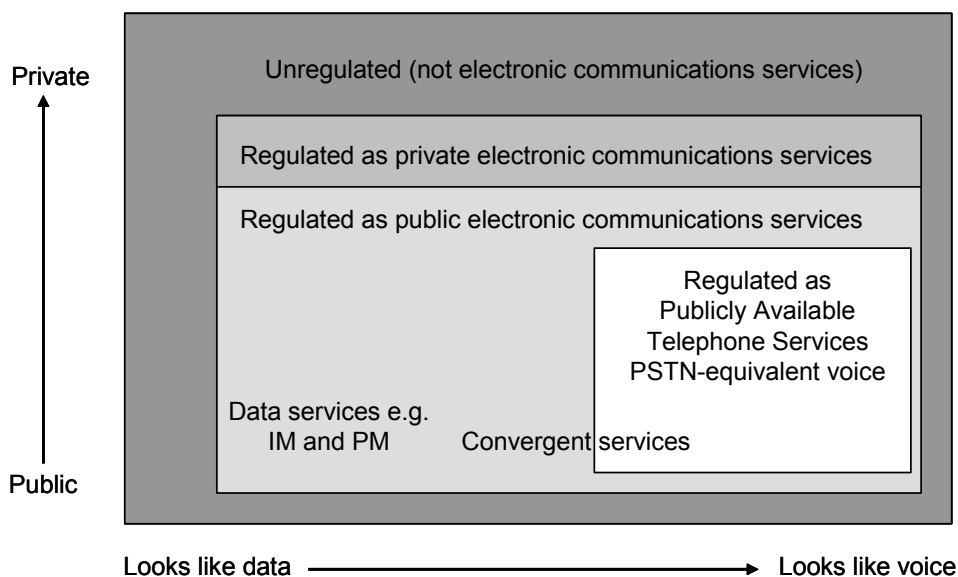 Private
Unregulated (not electronic communications services)
Regulated as private electronic communications services
Regulated as public electronic communications services
Regulated as
Publicly Available
Telephone Services
PSTN-equivalent voice
Data services e.g.
IM and PM
Convergent services
Public
Looks like data
Looks like voice